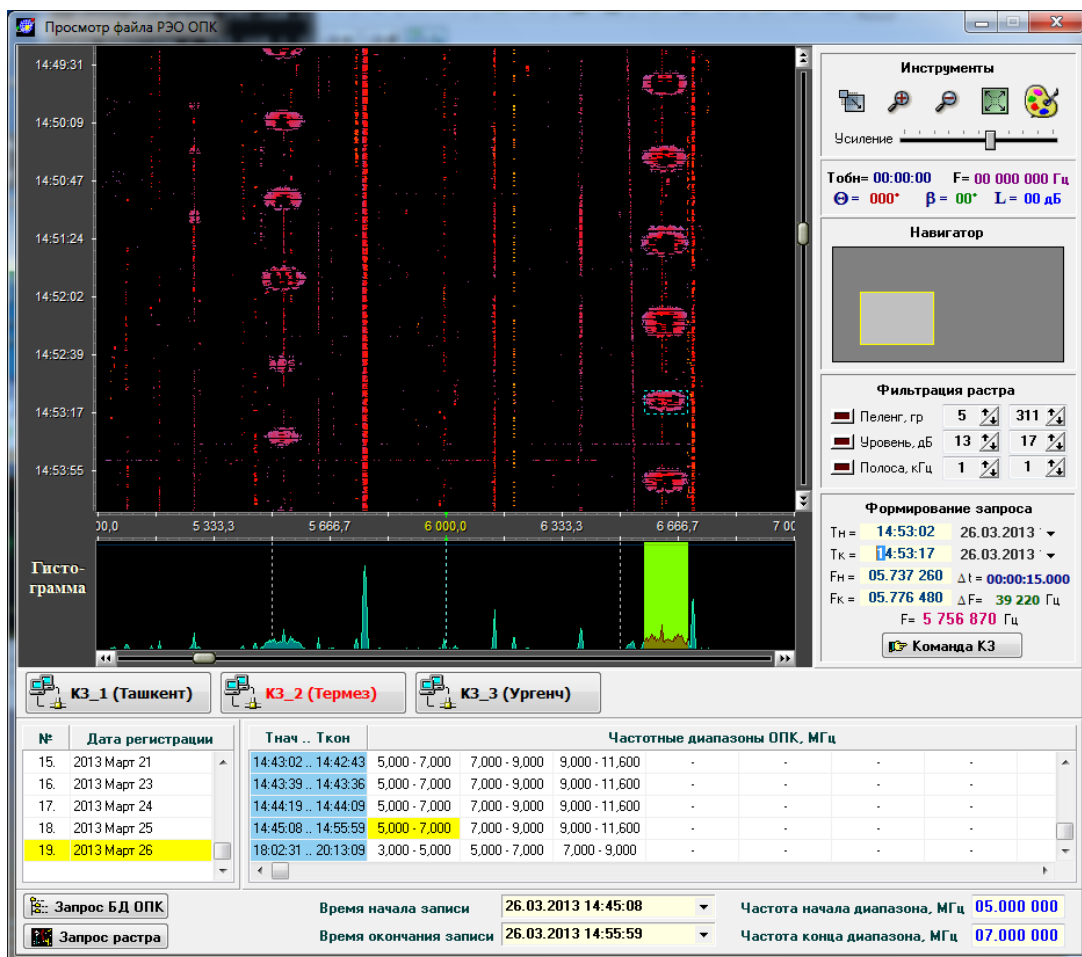 Просмотр файла РЭО ОПК
14:49:31
14:50:09
14:50:47
14:51:24
14:52:02
14:52:39
14:53:17
14:53:55
00,0 5 333,3 5 666,7 6 000,0 6 333,3 6 666,7 7 00
Гисто-
грамма
Инструменты
Усиление
Тобн= 00:00:00 F= 00 000 000 Гц
Θ= 000° β= 00° L= 00 дБ
Навигатор
Фильтрация растра
Пеленг, гр 5 311
Уровень, дБ 13 17
Полоса, кГц 1 1
Формирование запроса
Тн = 14:53:02 26.03.2013
Тк = 14:53:17 26.03.2013
Fн = 05.737 260 Δt= 00:00:15.000
Fк = 05.776 480 ΔF= 39 220 Гц
F= 5 756 870 Гц
Команда КЗ
КЗ_1 (Ташкент) КЗ_2 (Термез) КЗ_3 (Ургенч)
№ Дата регистрации
15. 2013 Март 21
16. 2013 Март 23
17. 2013 Март 24
18. 2013 Март 25
19. 2013 Март 26
Тнач .. Ткон Частотные диапазоны ОПК, МГц
14:43:02 .. 14:42:43 5,000 - 7,000 7,000 - 9,000 9,000 - 11,600 - - - -
14:43:39 .. 14:43:36 5,000 - 7,000 7,000 - 9,000 9,000 - 11,600 - - - -
14:44:19 .. 14:44:09 5,000 - 7,000 7,000 - 9,000 9,000 - 11,600 - - - -
14:45:08 .. 14:55:59 5,000 - 7,000 7,000 - 9,000 9,000 - 11,600 - - - -
18:02:31 .. 20:13:09 3,000 - 5,000 5,000 - 7,000 7,000 - 9,000 - - - -
Запрос БД ОПК Время начала записи 26.03.2013 14:45:08 Частота начала диапазона, МГц 05.000 000
Запрос растра Время окончания записи 26.03.2013 14:55:59 Частота конца диапазона, МГц 07.000 000